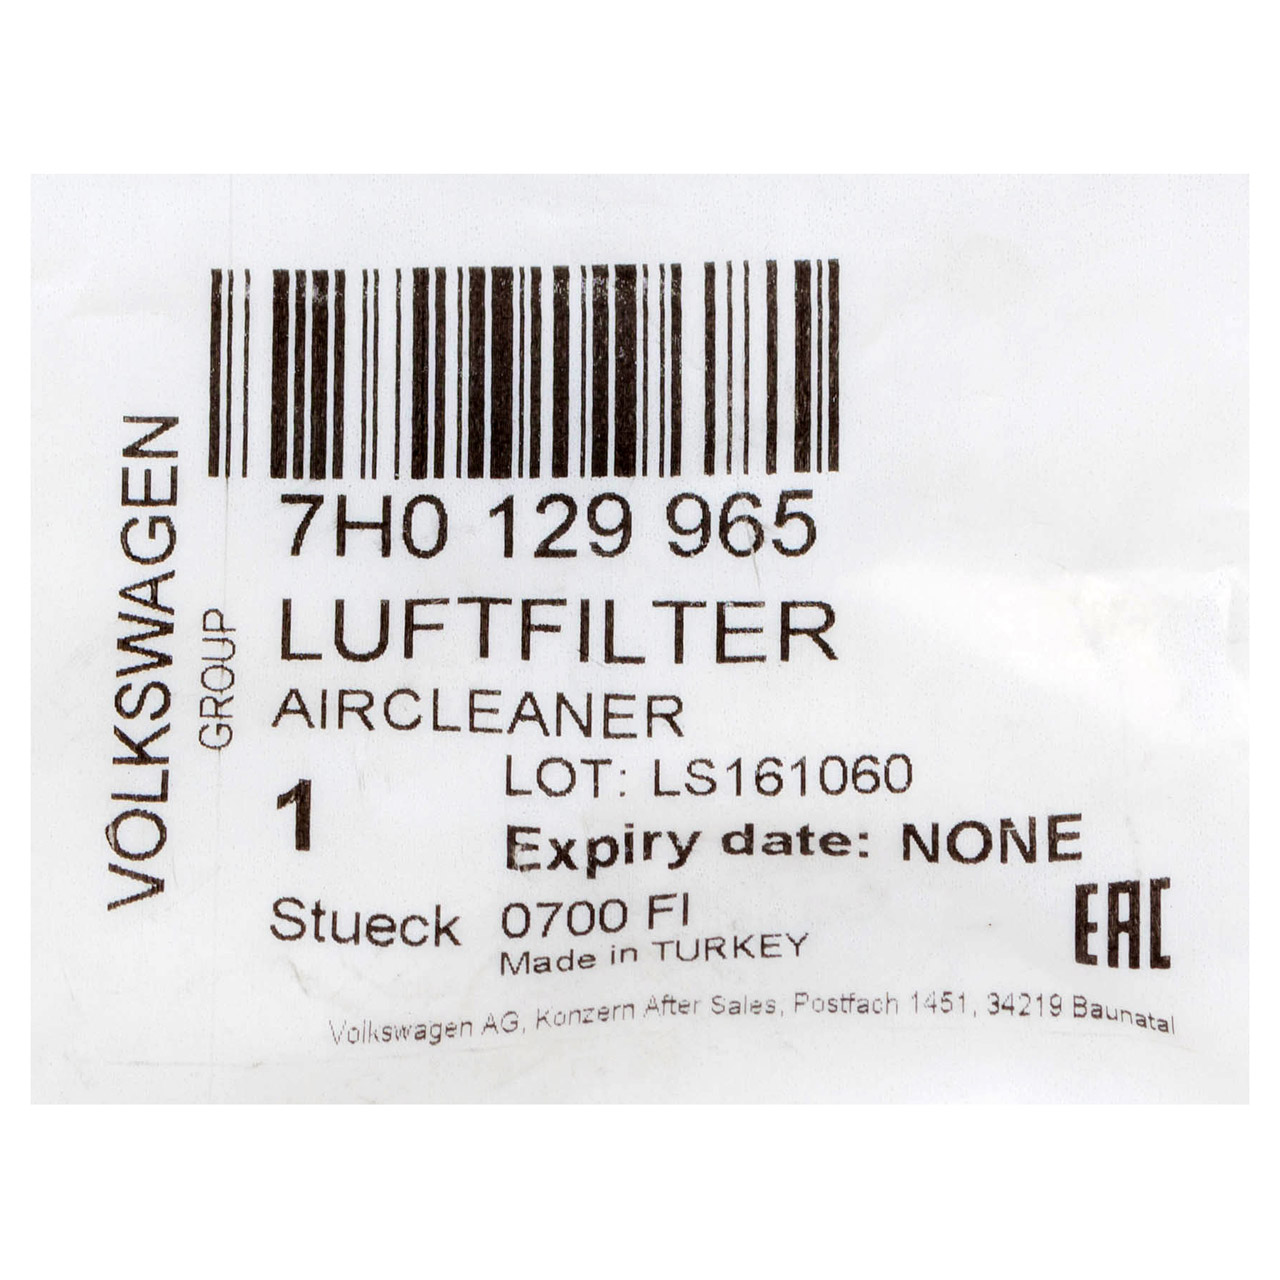 VOLKSWAGEN
GROUP
7H0 129 965
LUFTFILTER
AIRCLEANER
1
LOT: LS161060
Expiry date: NONE
Stueck
0700 FI
Made in TURKEY
EAC
Volkswagen AG, Konzern After Sales, Postfach 1451, 34219 Baunatal